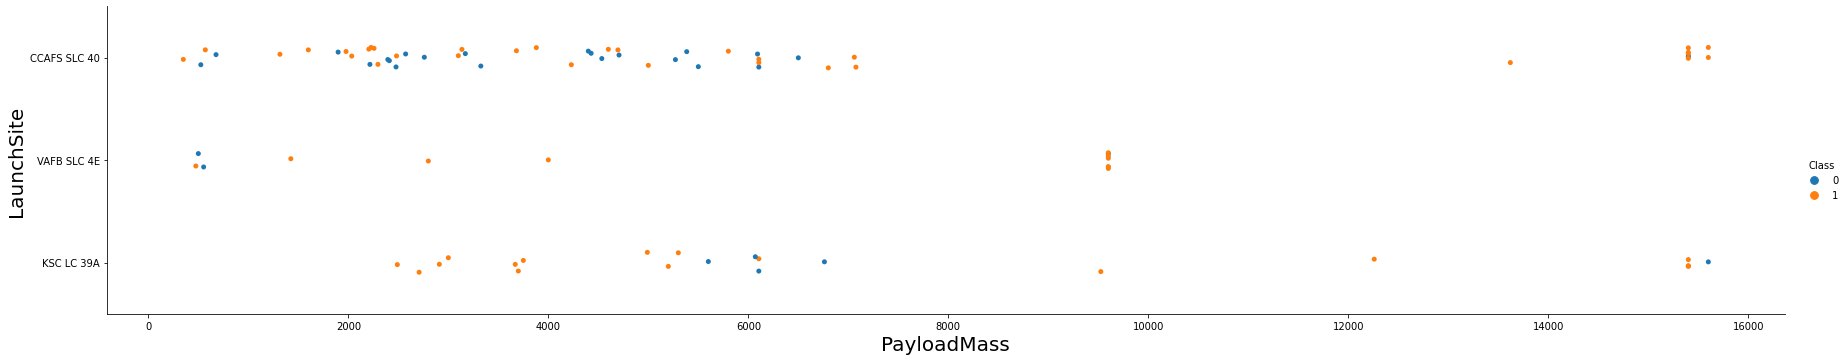 LaunchSite
CCAFS SLC 40
VAFB SLC 4E
KSC LC 39A
0 2000 4000 6000 8000 10000 12000 14000 16000
PayloadMass
Class
0
1